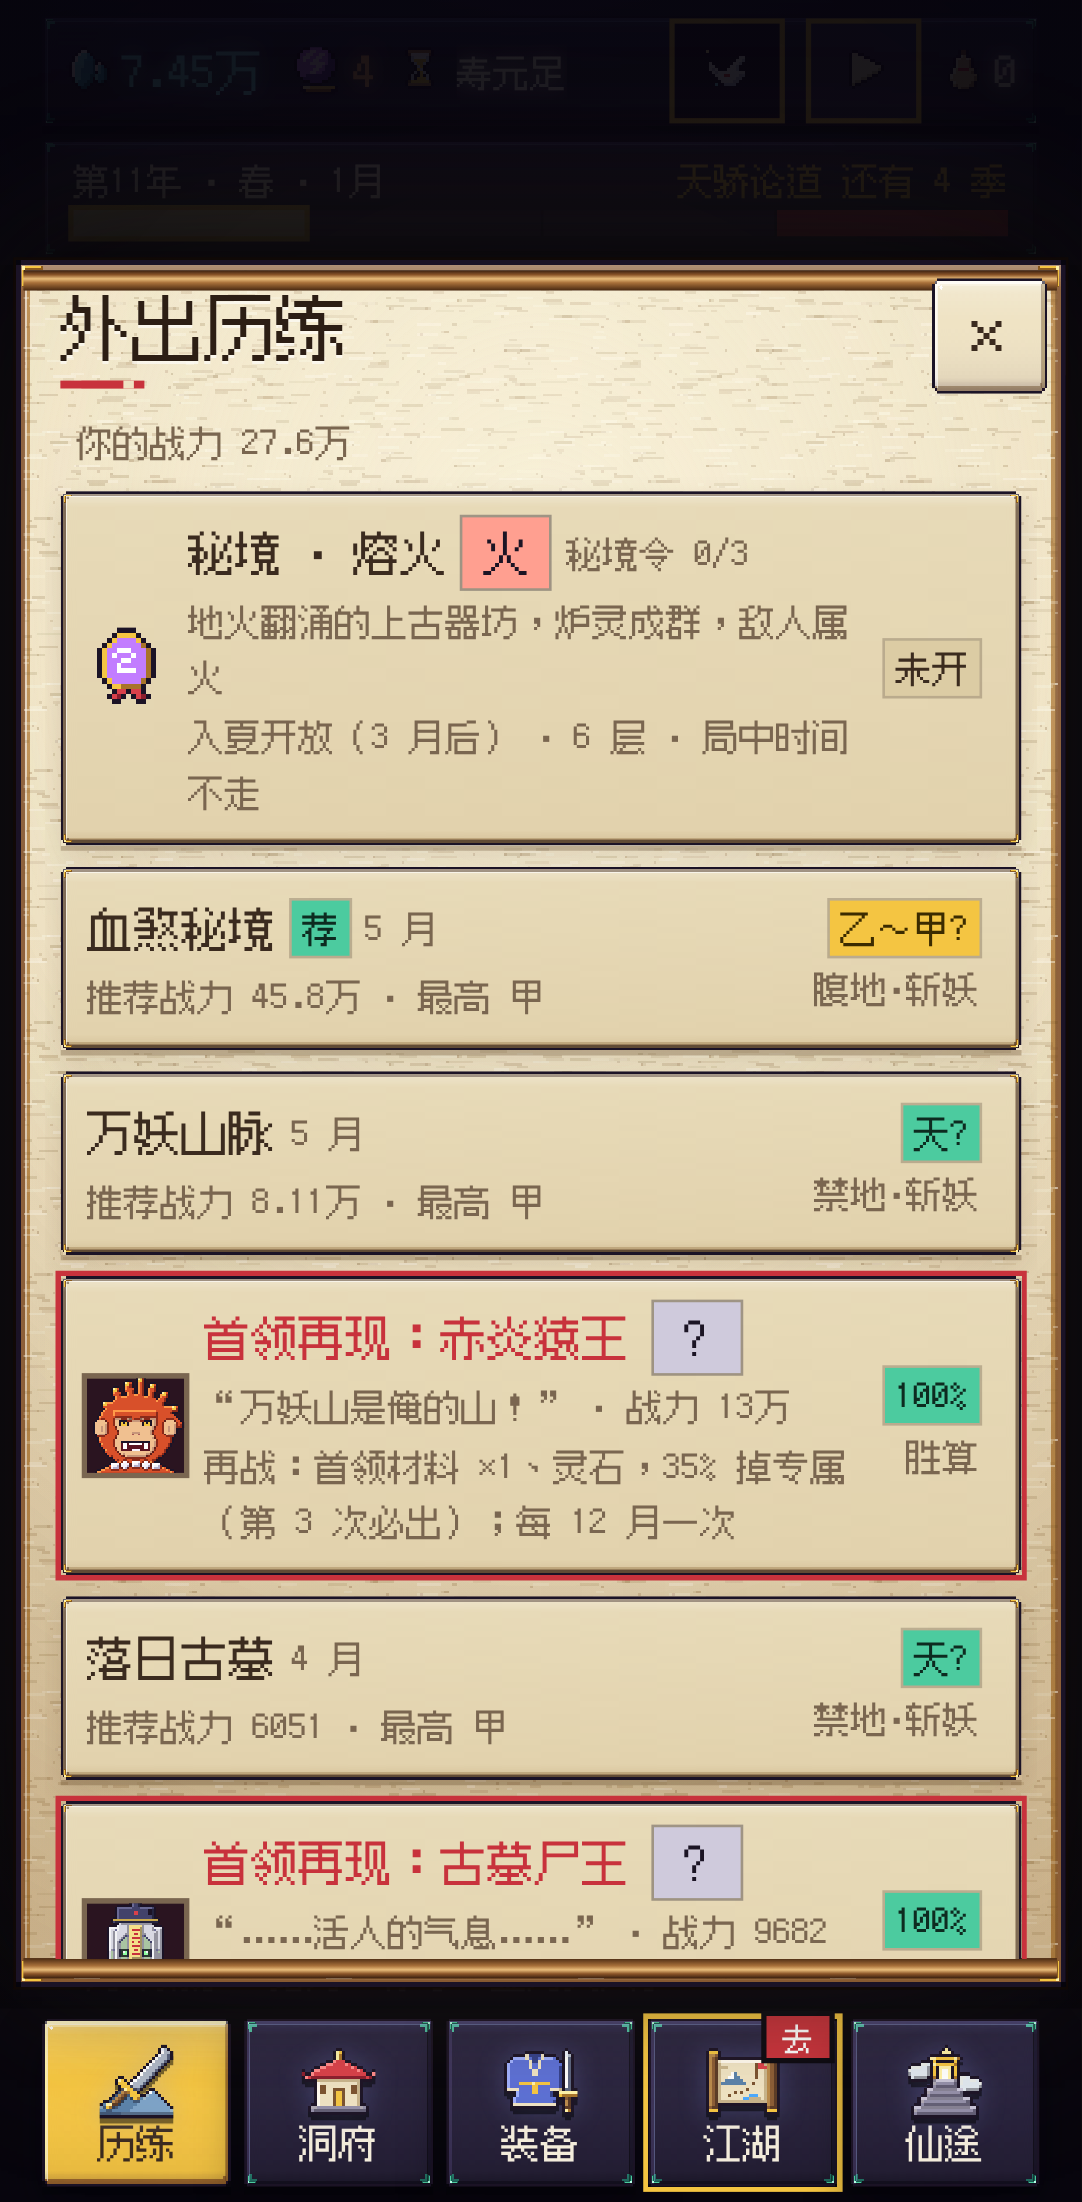 7.45万 4 寿元足 0
第11年 · 春 · 1月 天骄论道 还有 4 季
外出历练
×
你的战力 27.6万
秘境 · 熔火 火 秘境令 0/3
2
地火翻涌的上古器坊，炉灵成群，敌人属
火
未开
入夏开放（3 月后） · 6 层 · 局中时间
不走
血煞秘境 荐 5 月 乙～甲?
推荐战力 45.8万 · 最高 甲 腹地·斩妖
万妖山脉 5 月 天?
推荐战力 8.11万 · 最高 甲 禁地·斩妖
首领再现：赤炎猿王 ?
“万妖山是俺的山！” · 战力 13万 100%
再战：首领材料 ×1、灵石，35% 掉专属 胜算
（第 3 次必出）；每 12 月一次
落日古墓 4 月 天?
推荐战力 6051 · 最高 甲 禁地·斩妖
首领再现：古墓尸王 ?
“……活人的气息……” · 战力 9682 100%
去
历练 洞府 装备 江湖 仙途